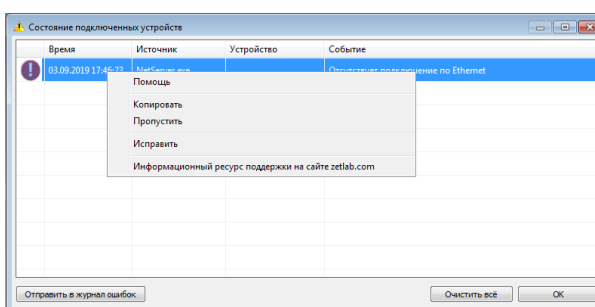 Состояние подключенных устройств
Время Источник Устройство Событие
03.09.2019 17:46:23 NetServer.exe Отсутствует подключение по Ethernet
Помощь
Копировать
Пропустить
Исправить
Информационный ресурс поддержки на сайте zetlab.com
Отправить в журнал ошибок Очистить всё OK